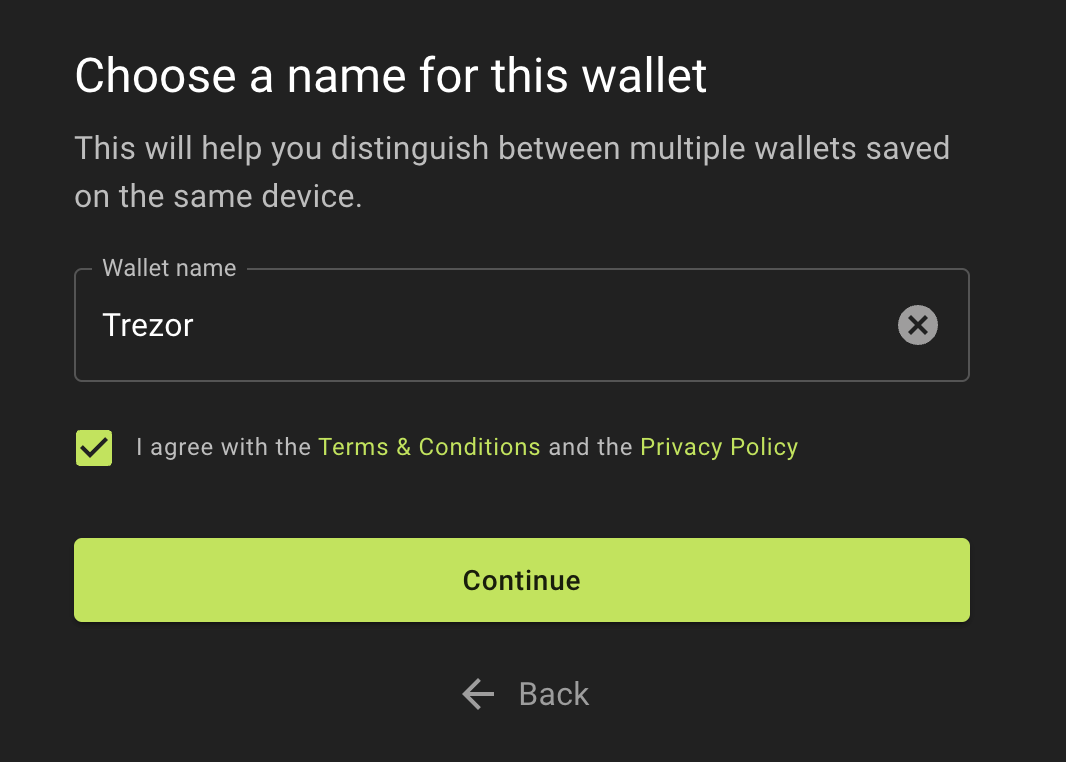 Choose a name for this wallet
This will help you distinguish between multiple wallets saved
on the same device.
Wallet name
Trezor
I agree with the Terms & Conditions and the Privacy Policy
Continue
Back